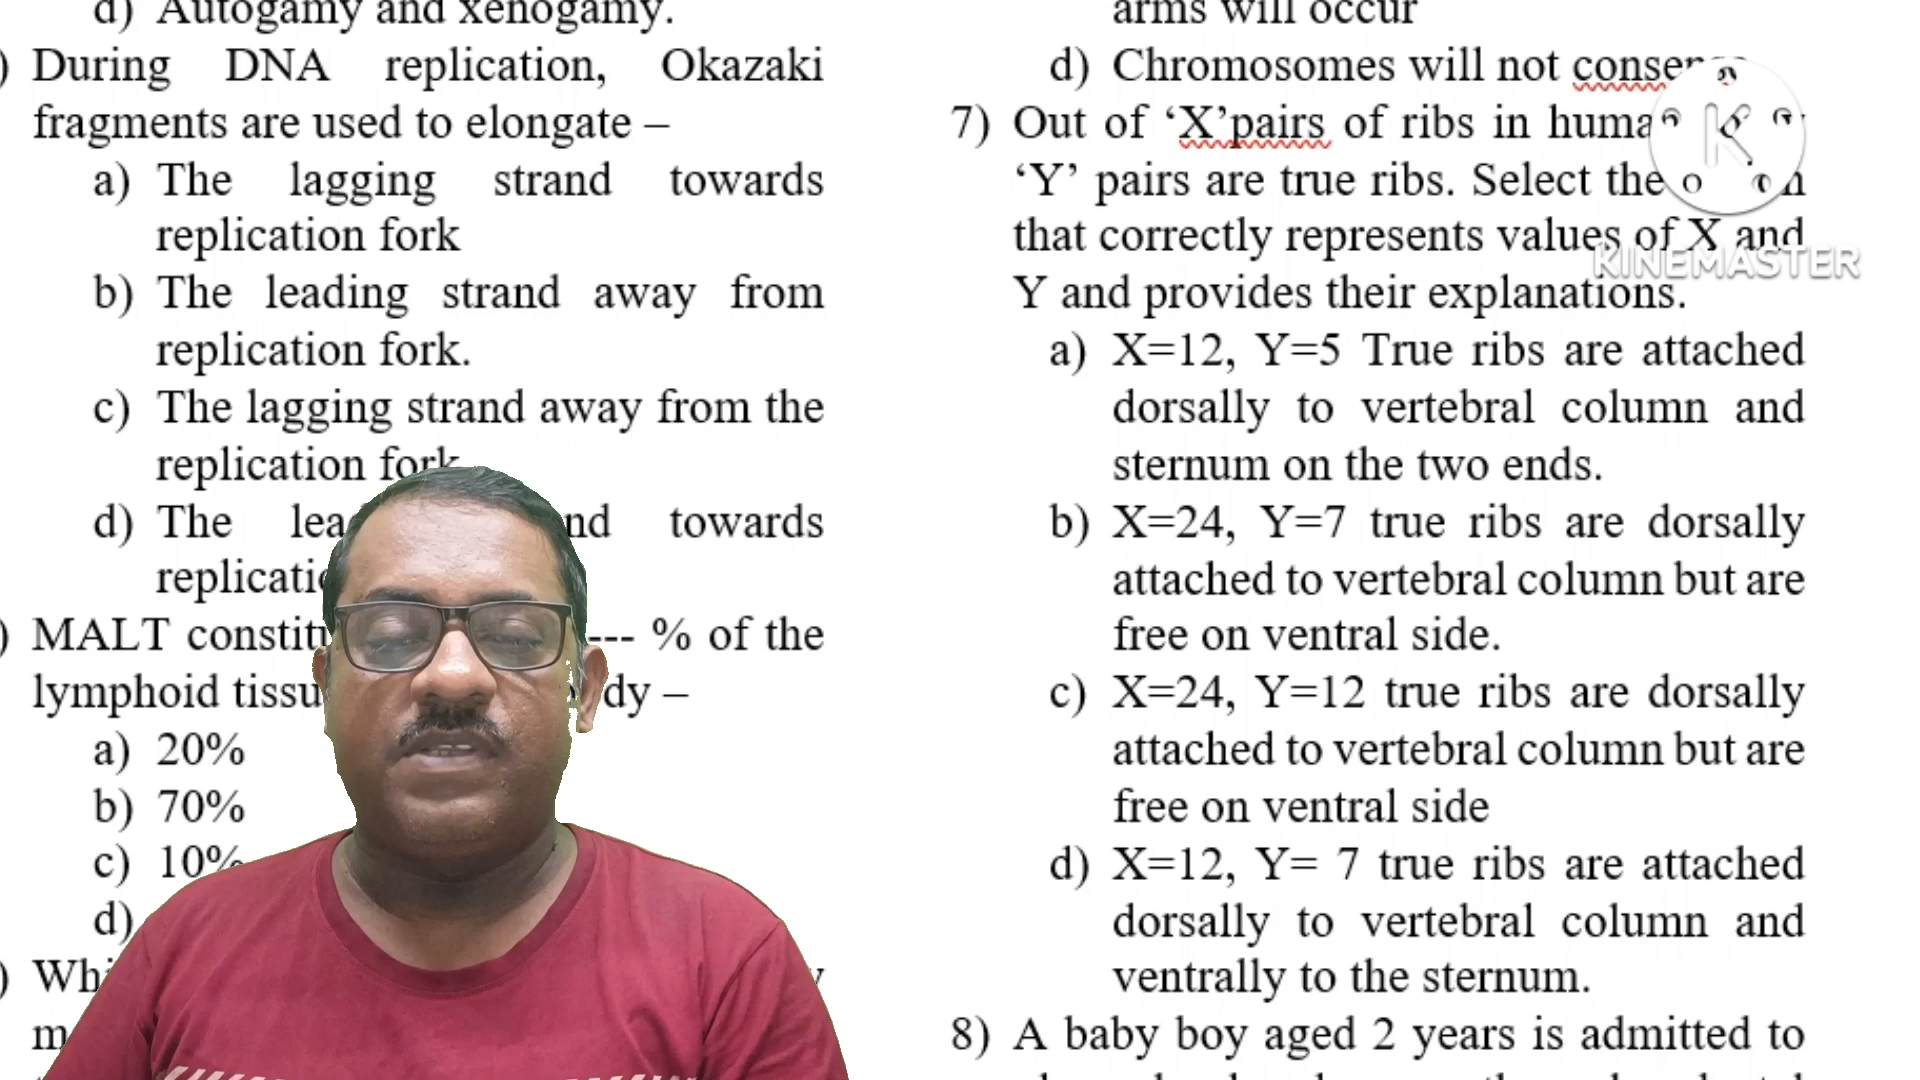 d) Autogamy and xenogamy.
) During DNA replication, Okazaki
fragments are used to elongate –
a) The lagging strand towards
replication fork
b) The leading strand away from
replication fork.
c) The lagging strand away from the
replication fork
d) The towards
) MALT --- % of the
lymphoid
a) 20%
b) 70%
c) 10%
d)
arms will occur
d) Chromosomes will not
7) Out of ‘X’pairs of ribs in
‘Y’ pairs are true ribs. Select the
that correctly represents values of X and
Y and provides their explanations.
a) X=12, Y=5 True ribs are attached
dorsally to vertebral column and
sternum on the two ends.
b) X=24, Y=7 true ribs are dorsally
attached to vertebral column but are
free on ventral side.
c) X=24, Y=12 true ribs are dorsally
attached to vertebral column but are
free on ventral side
d) X=12, Y= 7 true ribs are attached
dorsally to vertebral column and
ventrally to the sternum.
8) A baby boy aged 2 years is admitted to
K
KINEMASTER